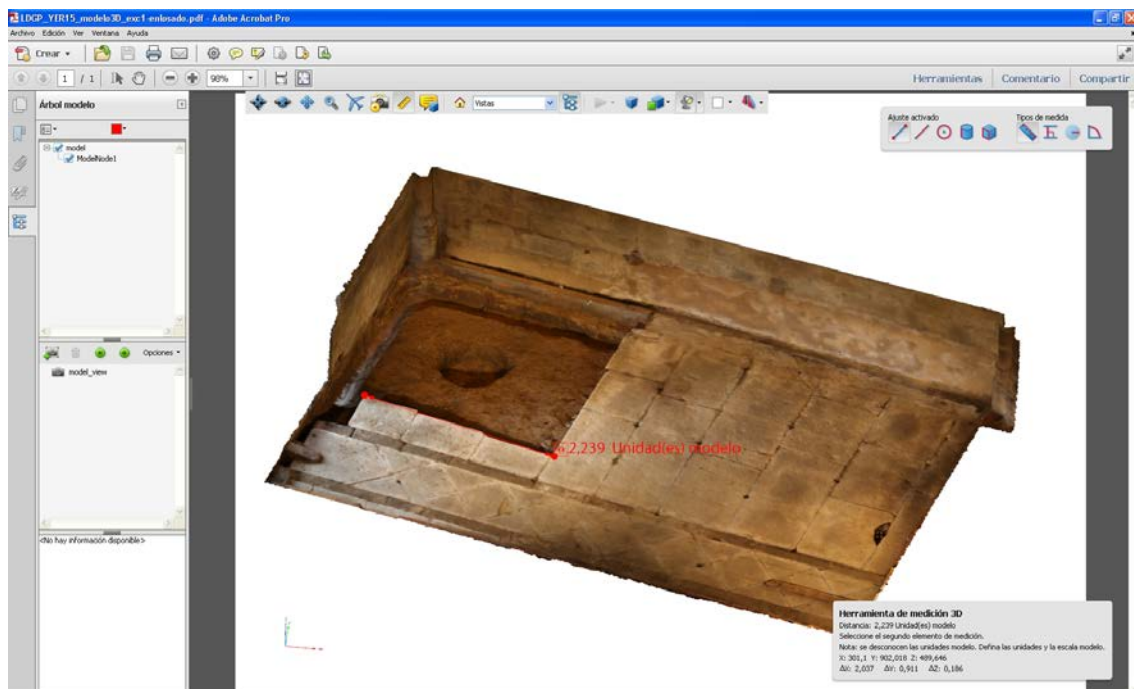 LDGP_YER15_modelo3D_exc1-enlosado.pdf - Adobe Acrobat Pro
Archivo Edición Ver Ventana Ayuda
Crear
1 / 1 98% Herramientas Comentario Compartir
Árbol modelo
Vistas
Ajuste activado Tipos de medida
model
ModelNode1
Opciones
model_view
2,239 Unidad(es) modelo
<No hay información disponible>
Herramienta de medición 3D
Distancia: 2,239 Unidad(es) modelo
Seleccione el segundo elemento de medición.
Nota: se desconocen las unidades modelo. Defina las unidades y la escala modelo.
X: 301,1 Y: 902,018 Z: 489,646
ΔX: 2,037 ΔY: 0,911 ΔZ: 0,186